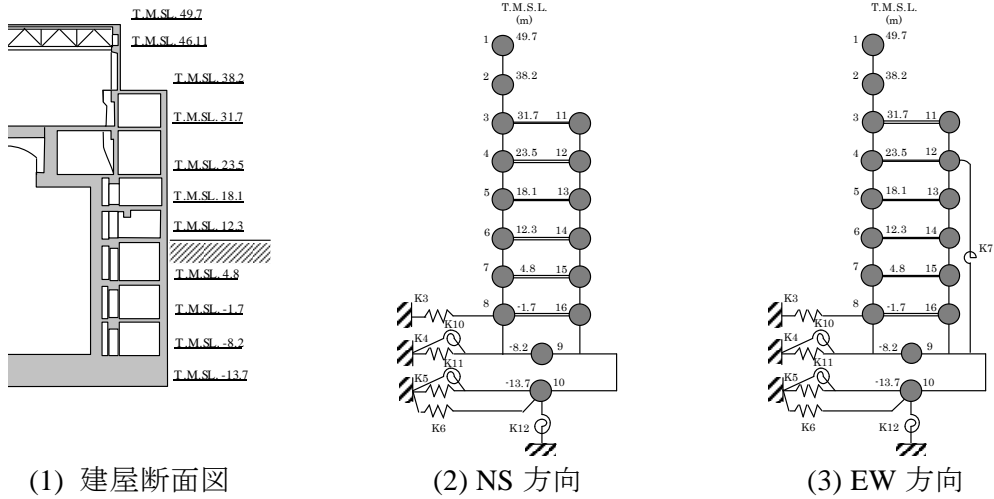 T.M.SL. 49.7
T.M.SL. 46.11
T.M.SL. 38.2
T.M.SL. 31.7
T.M.SL. 23.5
T.M.SL. 18.1
T.M.SL. 12.3
T.M.SL. 4.8
T.M.SL. -1.7
T.M.SL. -8.2
T.M.SL. -13.7
(1) 建屋断面図
T.M.S.L.
(m)
1 49.7
2 38.2
3 31.7 11
4 23.5 12
5 18.1 13
6 12.3 14
7 4.8 15
K3 8 -1.7 16
K10
K4 -8.2 9
K11
K5 -13.7 10
K6 K12
(2) NS 方向
T.M.S.L.
(m)
1 49.7
2 38.2
3 31.7 11
4 23.5 12
5 18.1 13
6 12.3 14
K7
7 4.8 15
K3 8 -1.7 16
K10
K4 -8.2 9
K11
K5 -13.7 10
K6 K12
(3) EW 方向